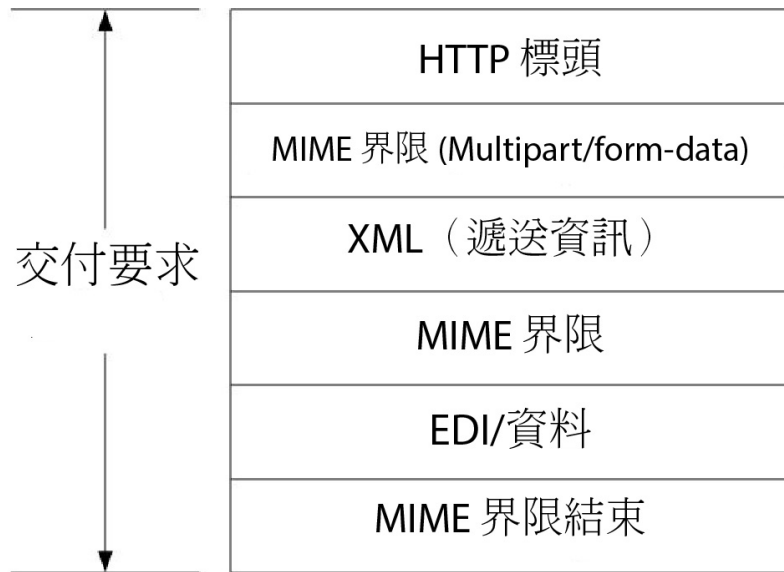 HTTP 標頭
MIME 界限 (Multipart/form-data)
XML（遞送資訊）
交付要求
MIME 界限
EDI/資料
MIME 界限結束